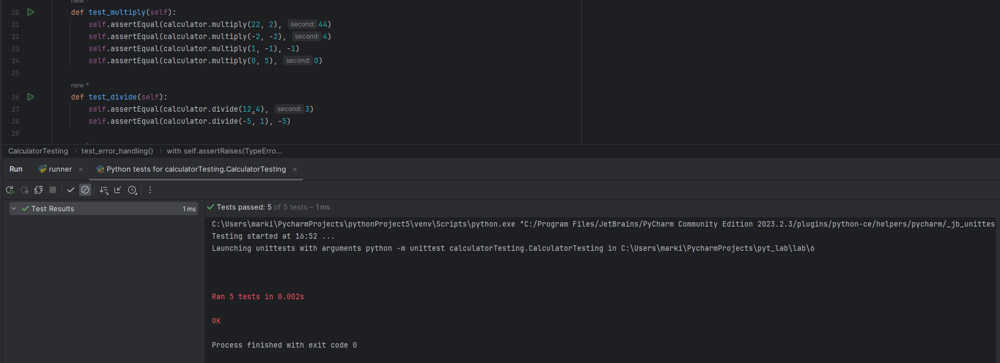 new *
20 def test_multiply(self):
21 self.assertEqual(calculator.multiply(22, 2), second: 44)
22 self.assertEqual(calculator.multiply(-2, -2), second: 4)
23 self.assertEqual(calculator.multiply(1, -1), -1)
24 self.assertEqual(calculator.multiply(0, 5), second: 0)
25
new *
26 def test_divide(self):
27 self.assertEqual(calculator.divide(12,4), second: 3)
28 self.assertEqual(calculator.divide(-5, 1), -5)
29
CalculatorTesting › test_error_handling() › with self.assertRaises(TypeErro...
Run runner × Python tests for calculatorTesting.CalculatorTesting ×
Test Results 1 ms
Tests passed: 5 of 5 tests – 1 ms
C:\Users\marki\PycharmProjects\pythonProject5\venv\Scripts\python.exe "C:/Program Files/JetBrains/PyCharm Community Edition 2023.2.3/plugins/python-ce/helpers/pycharm/_jb_unittes
Testing started at 16:52 ...
Launching unittests with arguments python -m unittest calculatorTesting.CalculatorTesting in C:\Users\marki\PycharmProjects\pyt_lab\lab\6
Ran 5 tests in 0.002s
OK
Process finished with exit code 0